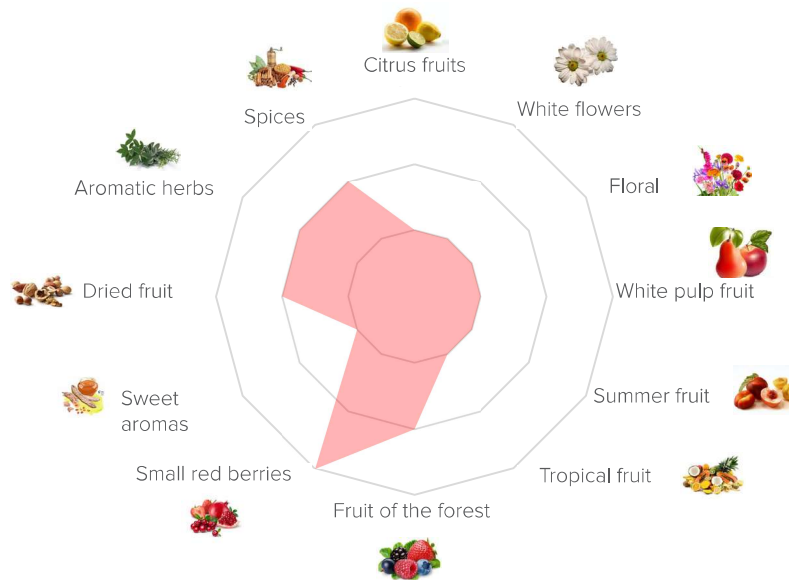 Citrus fruits
White flowers
Spices
Floral
Aromatic herbs
White pulp fruit
Dried fruit
Summer fruit
Sweet
aromas
Tropical fruit
Small red berries
Fruit of the forest